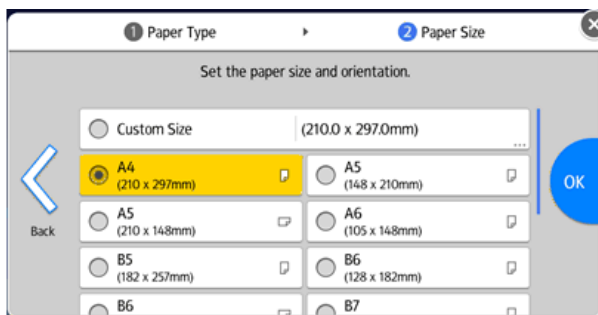 1 Paper Type
2 Paper Size
Set the paper size and orientation.
Custom Size (210.0 x 297.0mm)
...
A4
(210 x 297mm)
A5
(148 x 210mm)
A5
(210 x 148mm)
A6
(105 x 148mm)
B5
(182 x 257mm)
B6
(128 x 182mm)
B6
B7
Back
OK